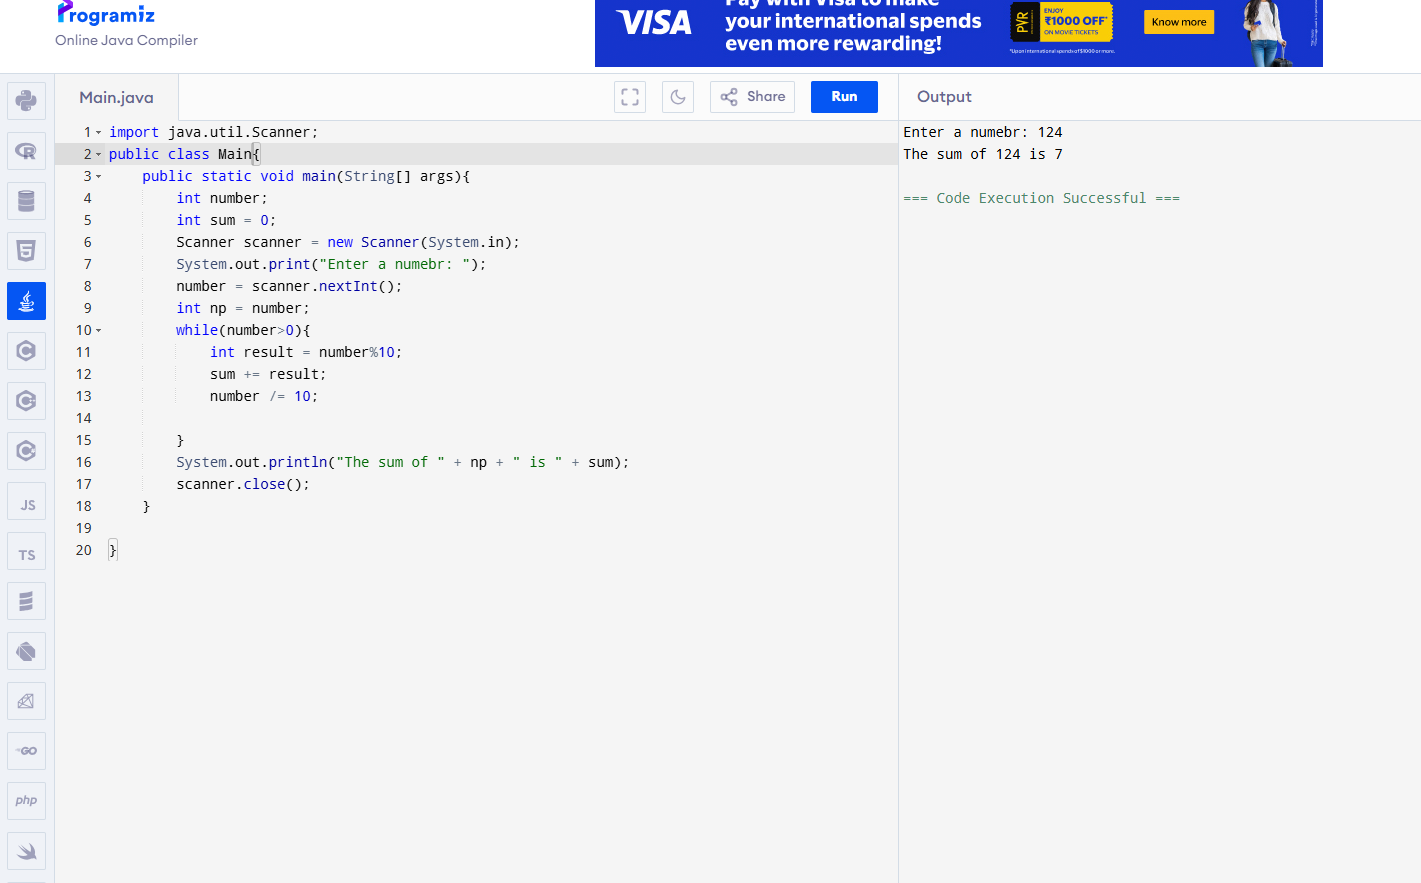 Programiz
Online Java Compiler
VISA
Pay with Visa to make
your international spends
even more rewarding!
PVR
ENJOY
₹1000 OFF*
ON MOVIE TICKETS
*Upon international spends of ₹1000 or more.
Know more
Main.java
Share
Run
Output
1 import java.util.Scanner;
2 public class Main{
3 public static void main(String[] args){
4 int number;
5 int sum = 0;
6 Scanner scanner = new Scanner(System.in);
7 System.out.print("Enter a numebr: ");
8 number = scanner.nextInt();
9 int np = number;
10 while(number>0){
11 int result = number%10;
12 sum += result;
13 number /= 10;
14
15 }
16 System.out.println("The sum of " + np + " is " + sum);
17 scanner.close();
18 }
19
20 }
Enter a numebr: 124
The sum of 124 is 7
=== Code Execution Successful ===
R
5
C
C
C
JS
TS
GO
php